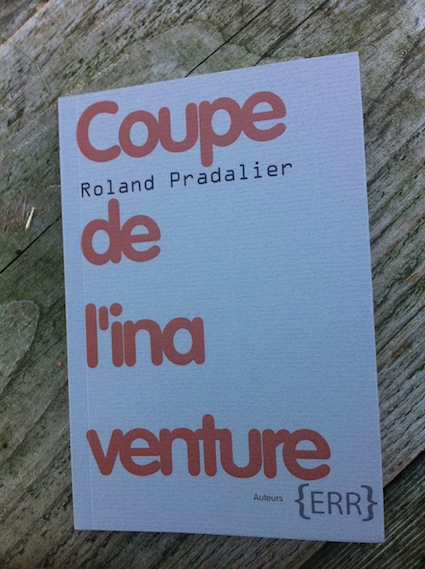 Coupe
Roland Pradalier
de
l'ina
venture
Auteurs {ERR}